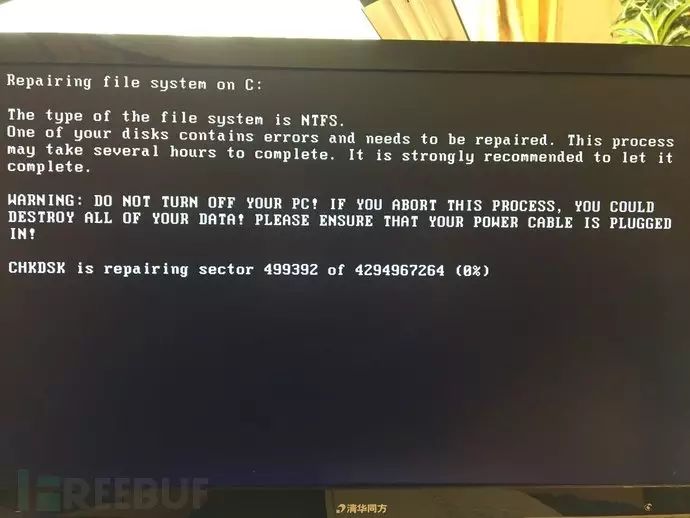 Repairing file system on C:
The type of the file system is NTFS.
One of your disks contains errors and needs to be repaired. This process
may take several hours to complete. It is strongly recommended to let it
complete.
WARNING: DO NOT TURN OFF YOUR PC! IF YOU ABORT THIS PROCESS, YOU COULD
DESTROY ALL OF YOUR DATA! PLEASE ENSURE THAT YOUR POWER CABLE IS PLUGGED
IN!
CHKDSK is repairing sector 499392 of 4294967264 (0%)
FREEBUF
清华同方